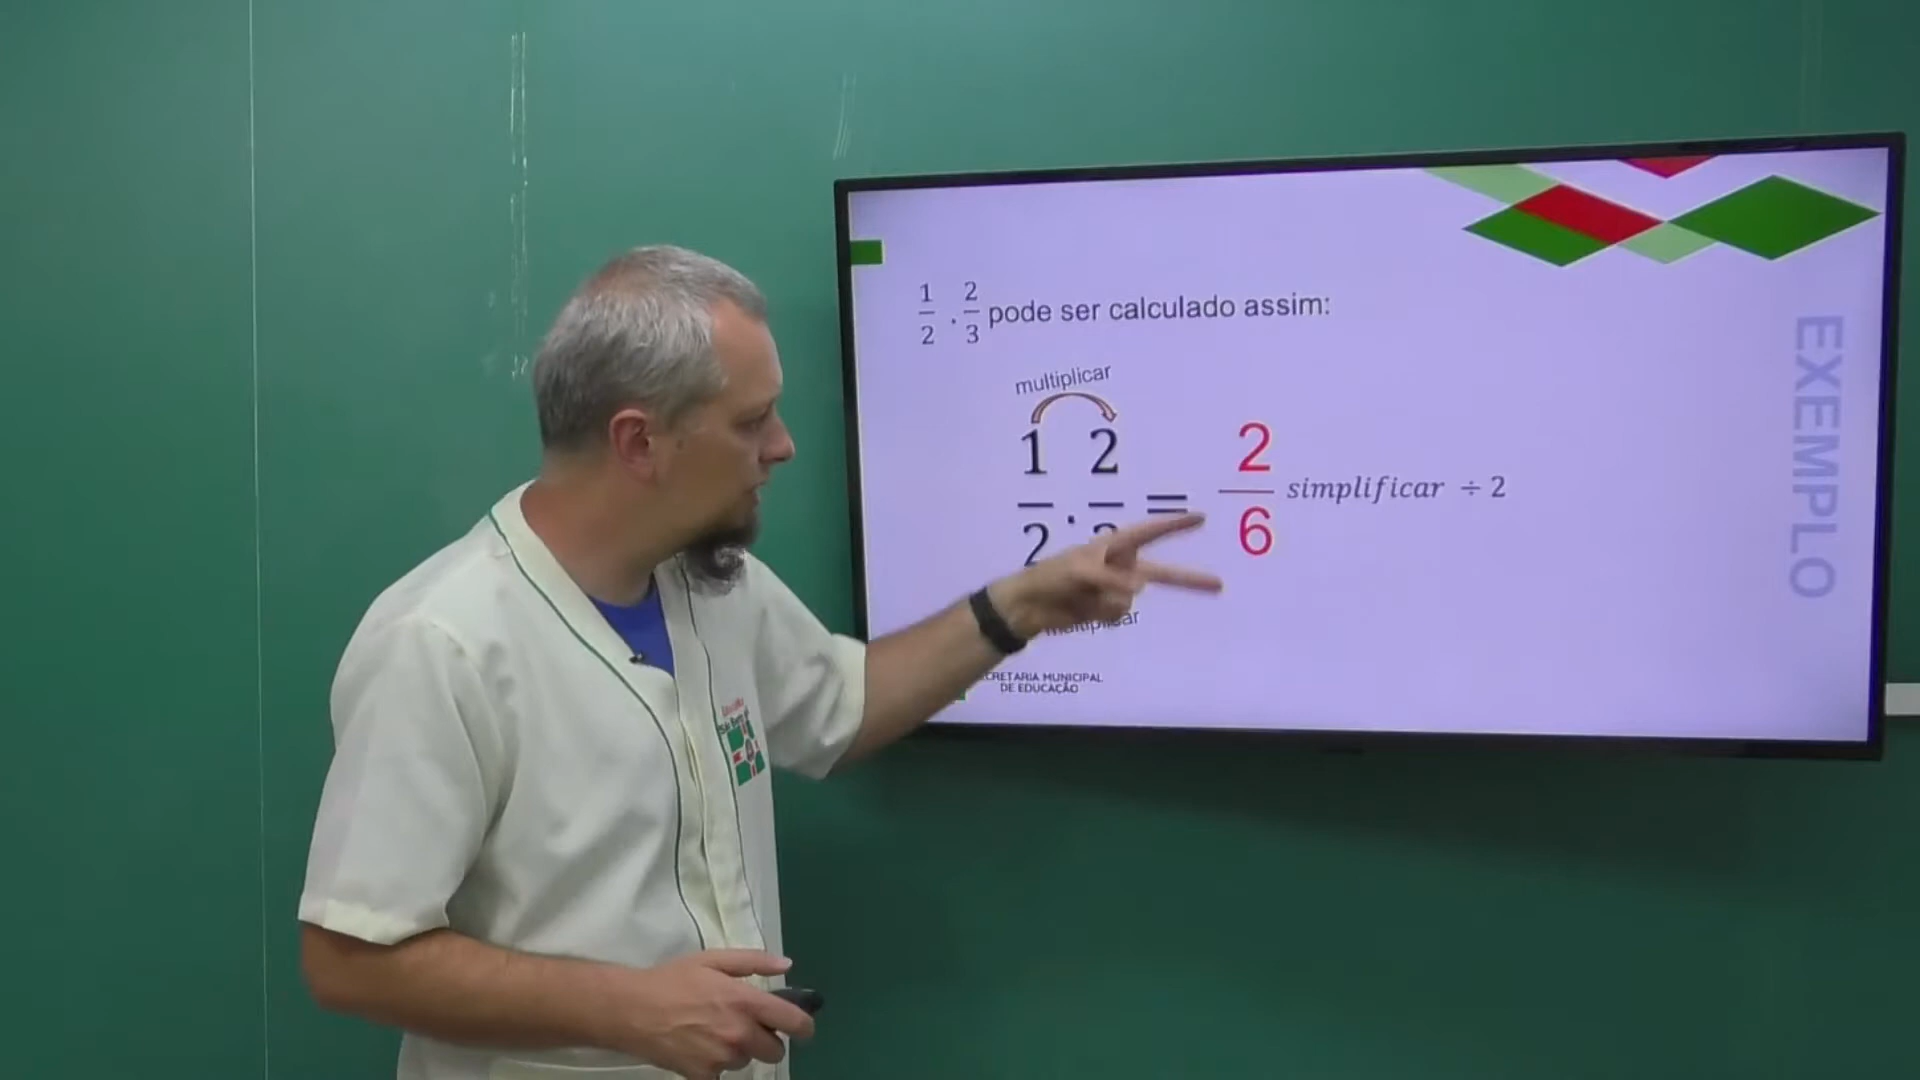 1/2 . 2/3 pode ser calculado assim:
multiplicar
1/2 . 2/3 = 2/6 simplificar ÷ 2
multiplicar
SECRETARIA MUNICIPAL
DE EDUCAÇÃO
EXEMPLO